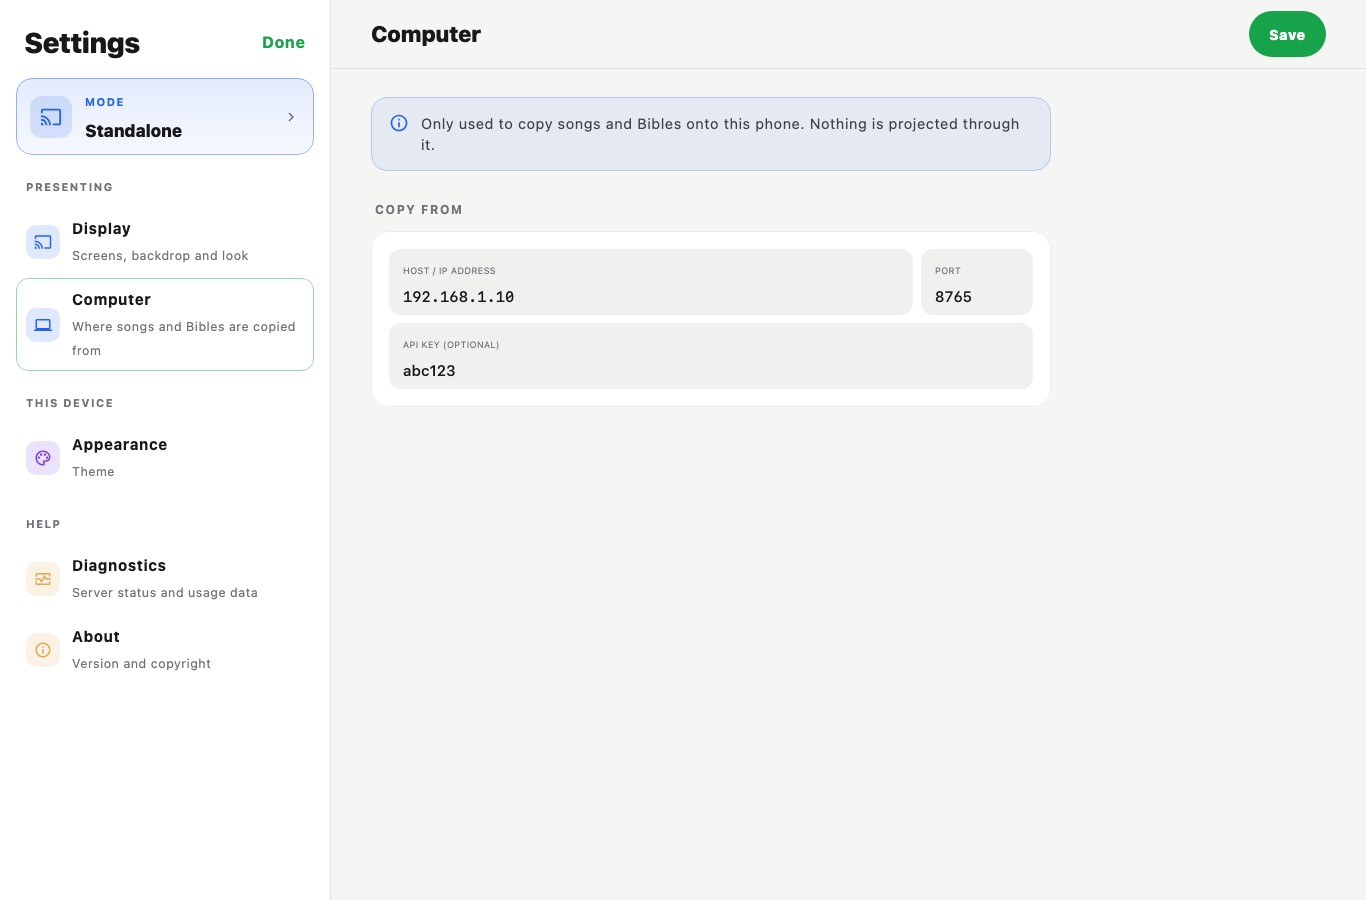 Settings
Done
MODE
Standalone
PRESENTING
Display
Screens, backdrop and look
Computer
Where songs and Bibles are copied
from
THIS DEVICE
Appearance
Theme
HELP
Diagnostics
Server status and usage data
About
Version and copyright
Computer
Save
Only used to copy songs and Bibles onto this phone. Nothing is projected through
it.
COPY FROM
HOST / IP ADDRESS
192.168.1.10
PORT
8765
API KEY (OPTIONAL)
abc123